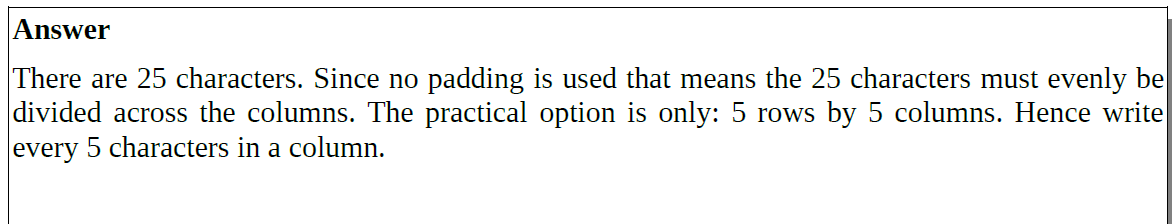 Answer
There are 25 characters. Since no padding is used that means the 25 characters must evenly be
divided across the columns. The practical option is only: 5 rows by 5 columns. Hence write
every 5 characters in a column.